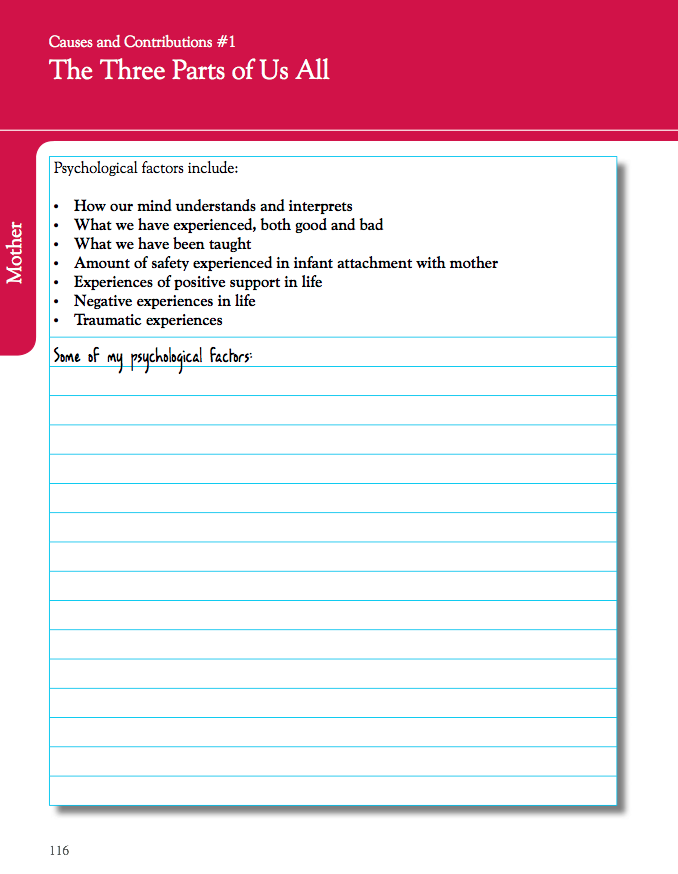 Causes and Contributions #1
The Three Parts of Us All
Mother
Psychological factors include:
• How our mind understands and interprets
• What we have experienced, both good and bad
• What we have been taught
• Amount of safety experienced in infant attachment with mother
• Experiences of positive support in life
• Negative experiences in life
• Traumatic experiences
Some of my psychological factors:
116